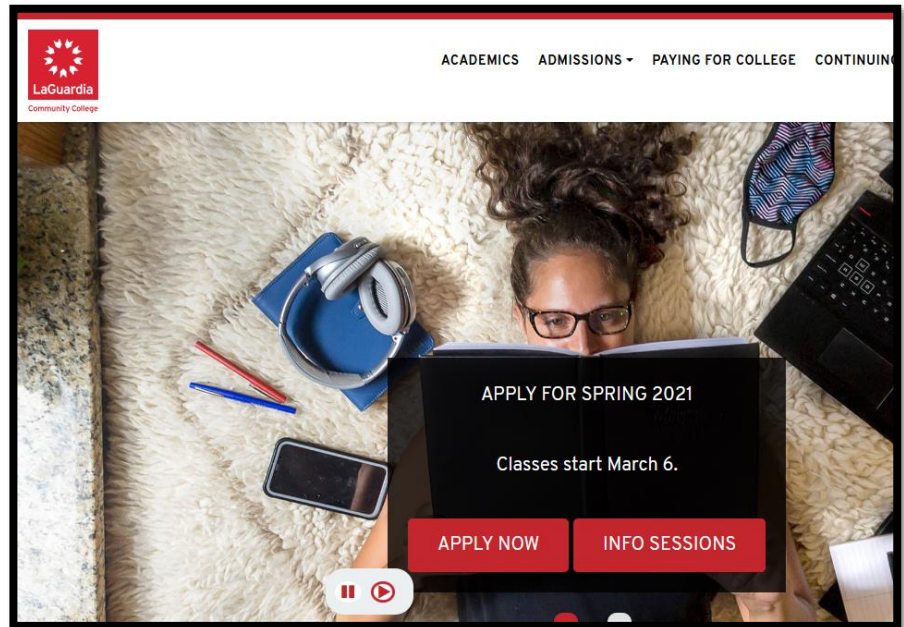 LaGuardia
Community College
ACADEMICS ADMISSIONS PAYING FOR COLLEGE CONTINUING
APPLY FOR SPRING 2021
Classes start March 6.
APPLY NOW INFO SESSIONS